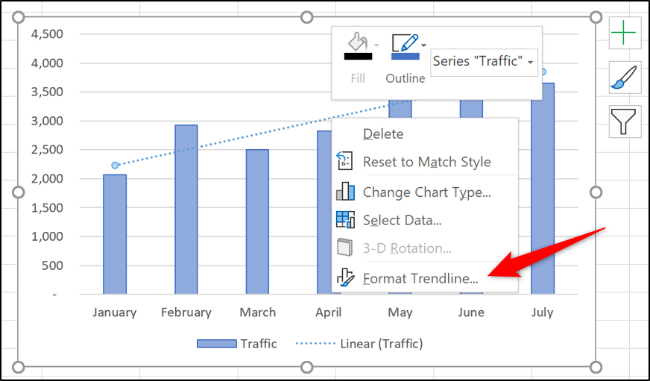 4,500
4,000
3,500
3,000
2,500
2,000
1,500
1,000
500
-
Fill
Outline
Series "Traffic"
Delete
Reset to Match Style
Change Chart Type...
Select Data...
3-D Rotation...
Format Trendline...
January February March April May June July
Traffic Linear (Traffic)